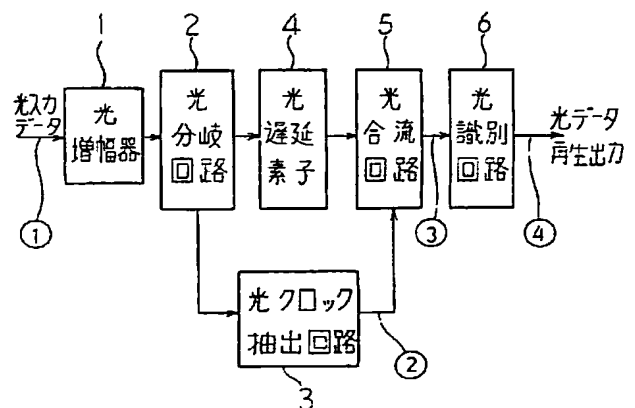 1
2
4
5
6
光入力
データ
①
光
増幅器
光
分岐
回路
光
遅延
素子
光
合流
回路
③
光
識別
回路
光データ
再生出力
④
光クロック
抽出回路
②
3